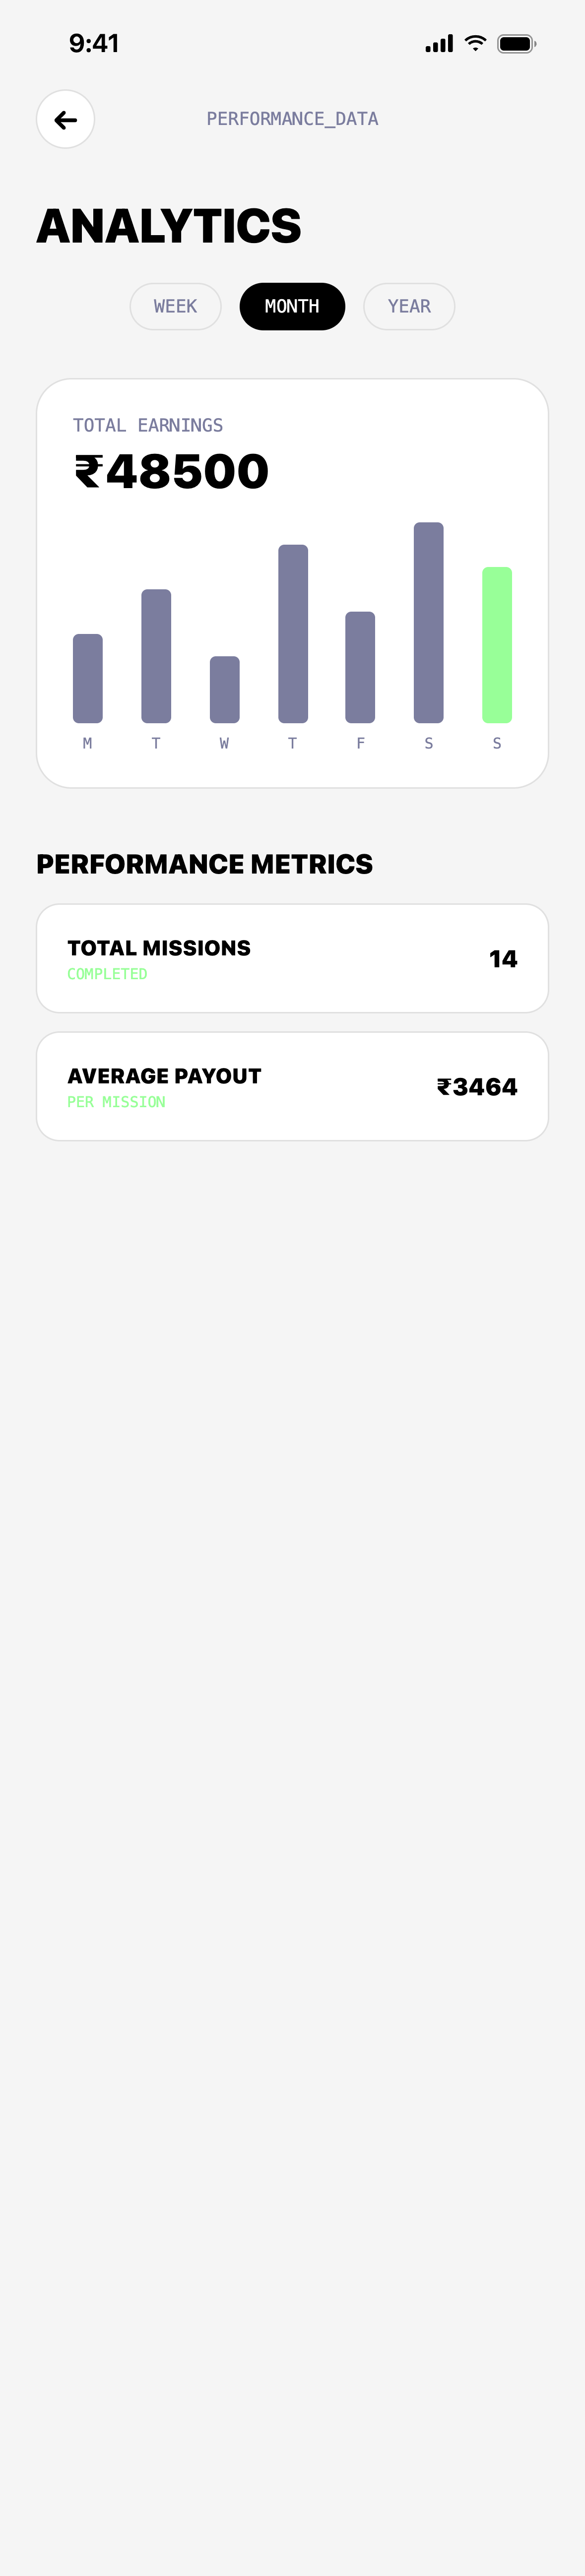 9:41
PERFORMANCE_DATA
ANALYTICS
WEEK MONTH YEAR
TOTAL EARNINGS
₹48500
M T W T F S S
PERFORMANCE METRICS
TOTAL MISSIONS
COMPLETED
14
AVERAGE PAYOUT
PER MISSION
₹3464